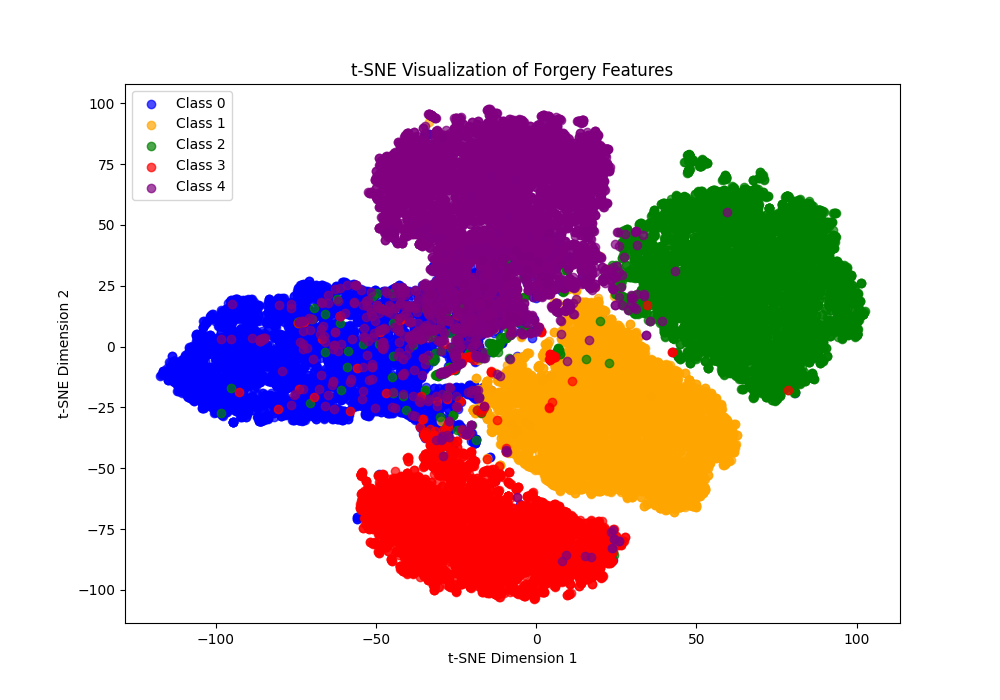 t-SNE Visualization of Forgery Features
Class 0
Class 1
Class 2
Class 3
Class 4
100
75
50
25
0
−25
−50
−75
−100
t-SNE Dimension 2
−100
−50
0
50
100
t-SNE Dimension 1